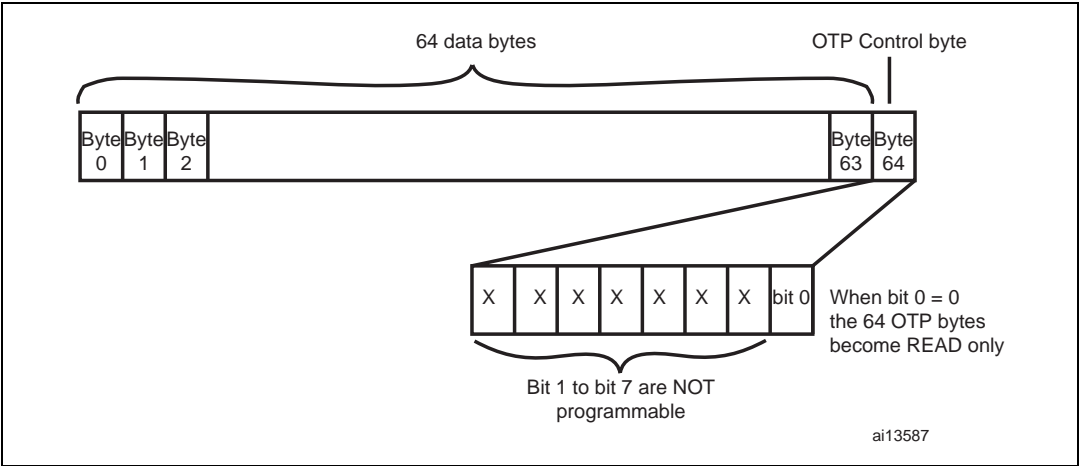 64 data bytes
OTP Control byte
Byte Byte Byte Byte Byte
0 1 2 63 64
X X X X X X X bit 0
When bit 0 = 0
the 64 OTP bytes
become READ only
Bit 1 to bit 7 are NOT
programmable
ai13587